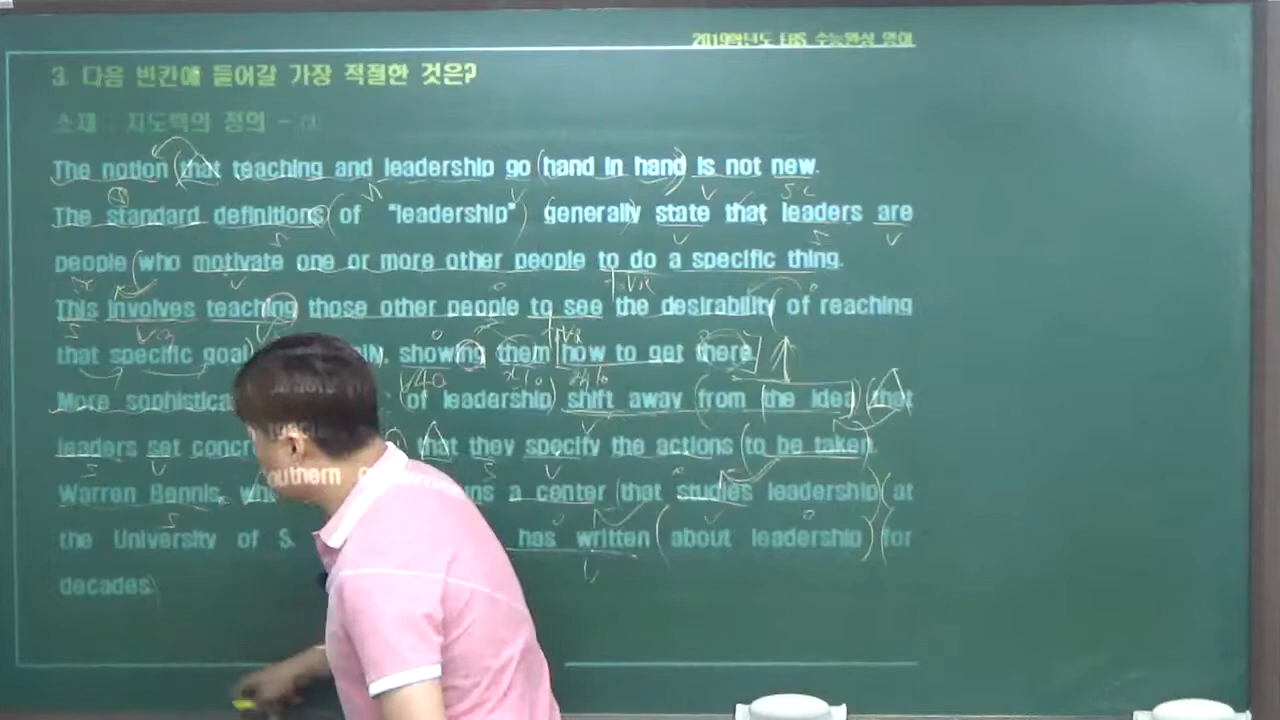 2019학년도 EBS 수능완성 영어
3. 다음 빈칸에 들어갈 가장 적절한 것은?
소재 : 지도력의 정의 -
The notion that teaching and leadership go hand in hand is not new.
The standard definitions of "leadership" generally state that leaders are
people who motivate one or more other people to do a specific thing.
This involves teaching those other people to see the desirability of reaching
that specific goal showing them how to get there.
More of leadership shift away from the idea that
leaders set that they specify the actions to be taken.
Warren Bennis, a center that studies leadership at
the University of S. has written about leadership for
decades.